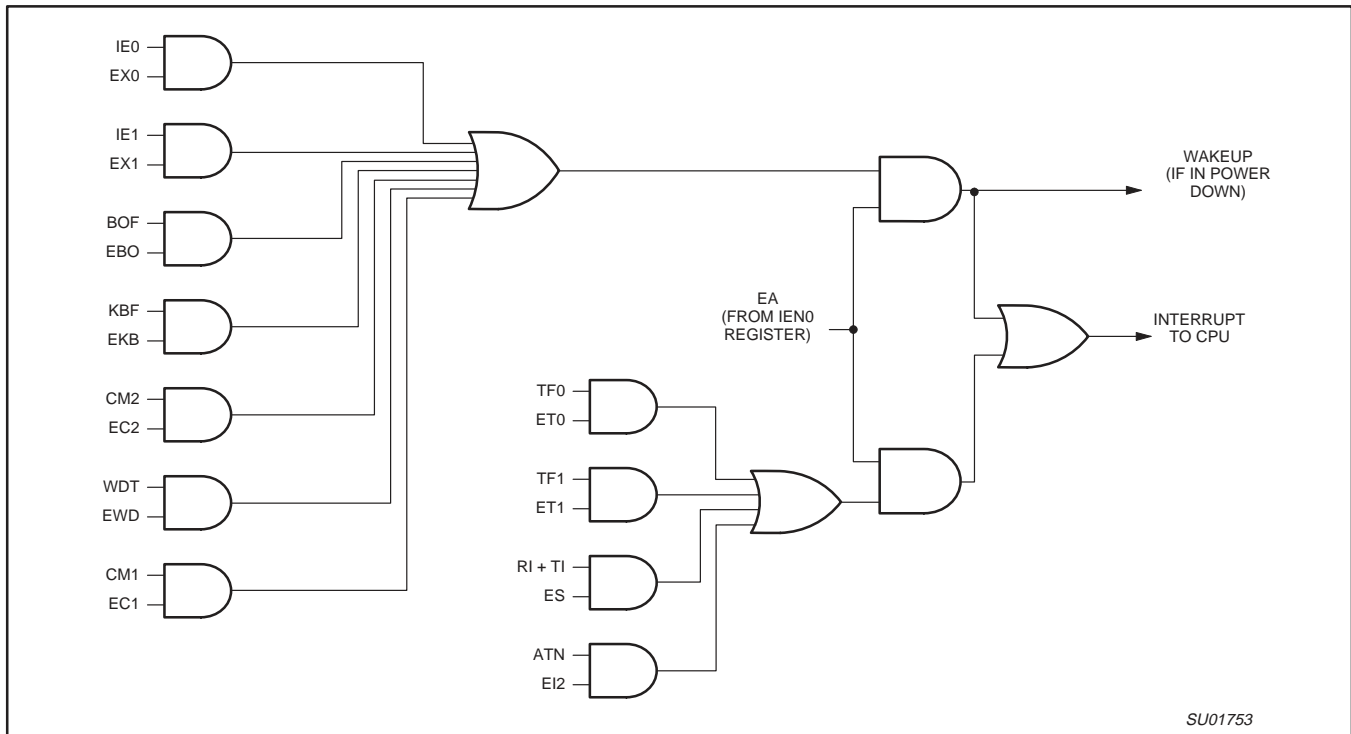 IE0
EX0
IE1
EX1
BOF
EBO
KBF
EKB
CM2
EC2
WDT
EWD
CM1
EC1
WAKEUP
(IF IN POWER
DOWN)
EA
(FROM IEN0
REGISTER)
INTERRUPT
TO CPU
TF0
ET0
TF1
ET1
RI + TI
ES
ATN
EI2
SU01753